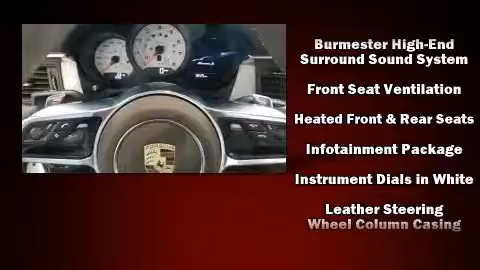 Burmester High-End
Surround Sound System
Front Seat Ventilation
Heated Front & Rear Seats
Infotainment Package
Instrument Dials in White
Leather Steering
Wheel Column Casing
PORSCHE